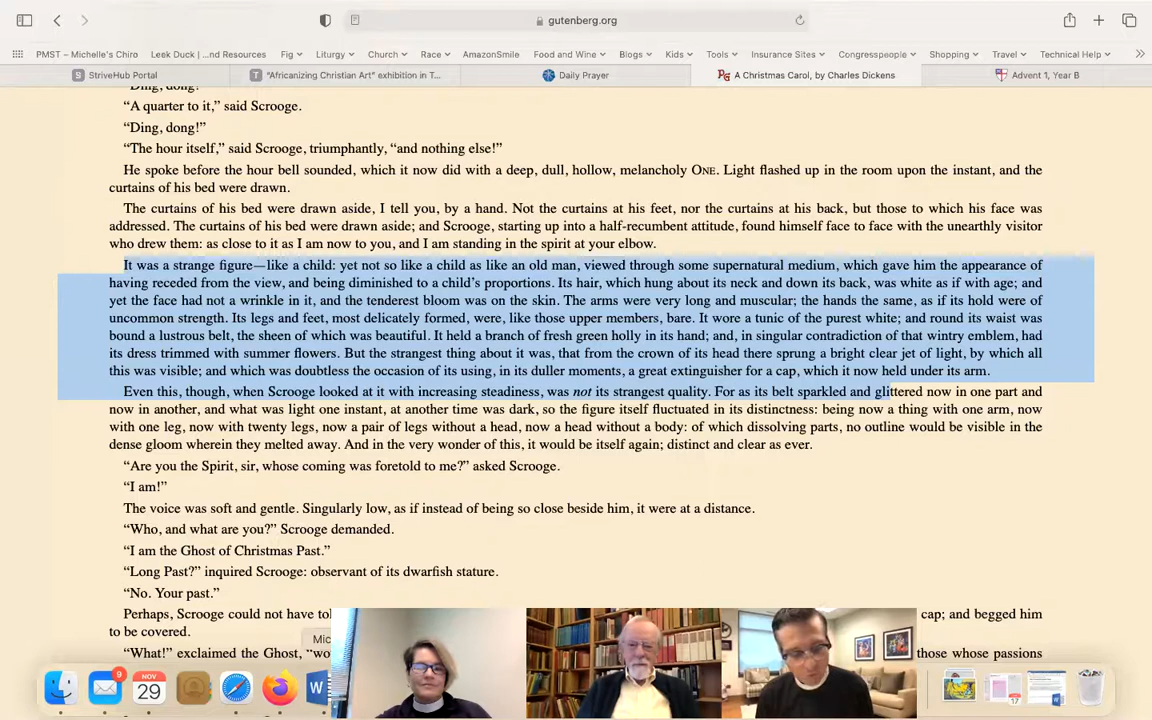 gutenberg.org
PMST – Michelle's Chiro Leek Duck | ...nd Resources Fig Liturgy Church Race AmazonSmile Food and Wine Blogs Kids Tools Insurance Sites Congresspeople Shopping Travel Technical Help
S StriveHub Portal T "Africanizing Christian Art" exhibition in T... Daily Prayer PG A Christmas Carol, by Charles Dickens Advent 1, Year B
“Ding, dong!”
“A quarter to it,” said Scrooge.
“Ding, dong!”
“The hour itself,” said Scrooge, triumphantly, “and nothing else!”
He spoke before the hour bell sounded, which it now did with a deep, dull, hollow, melancholy ONE. Light flashed up in the room upon the instant, and the
curtains of his bed were drawn.
The curtains of his bed were drawn aside, I tell you, by a hand. Not the curtains at his feet, nor the curtains at his back, but those to which his face was
addressed. The curtains of his bed were drawn aside; and Scrooge, starting up into a half-recumbent attitude, found himself face to face with the unearthly visitor
who drew them: as close to it as I am now to you, and I am standing in the spirit at your elbow.
It was a strange figure—like a child: yet not so like a child as like an old man, viewed through some supernatural medium, which gave him the appearance of
having receded from the view, and being diminished to a child’s proportions. Its hair, which hung about its neck and down its back, was white as if with age; and
yet the face had not a wrinkle in it, and the tenderest bloom was on the skin. The arms were very long and muscular; the hands the same, as if its hold were of
uncommon strength. Its legs and feet, most delicately formed, were, like those upper members, bare. It wore a tunic of the purest white; and round its waist was
bound a lustrous belt, the sheen of which was beautiful. It held a branch of fresh green holly in its hand; and, in singular contradiction of that wintry emblem, had
its dress trimmed with summer flowers. But the strangest thing about it was, that from the crown of its head there sprung a bright clear jet of light, by which all
this was visible; and which was doubtless the occasion of its using, in its duller moments, a great extinguisher for a cap, which it now held under its arm.
Even this, though, when Scrooge looked at it with increasing steadiness, was not its strangest quality. For as its belt sparkled and glittered now in one part and
now in another, and what was light one instant, at another time was dark, so the figure itself fluctuated in its distinctness: being now a thing with one arm, now
with one leg, now with twenty legs, now a pair of legs without a head, now a head without a body: of which dissolving parts, no outline would be visible in the
dense gloom wherein they melted away. And in the very wonder of this, it would be itself again; distinct and clear as ever.
“Are you the Spirit, sir, whose coming was foretold to me?” asked Scrooge.
“I am!”
The voice was soft and gentle. Singularly low, as if instead of being so close beside him, it were at a distance.
“Who, and what are you?” Scrooge demanded.
“I am the Ghost of Christmas Past.”
“Long Past?” inquired Scrooge: observant of its dwarfish stature.
“No. Your past.”
Perhaps, Scrooge could not have tol cap; and begged him
to be covered.
Mic
“What!” exclaimed the Ghost, “wo those whose passions
9
NOV
29
W
17